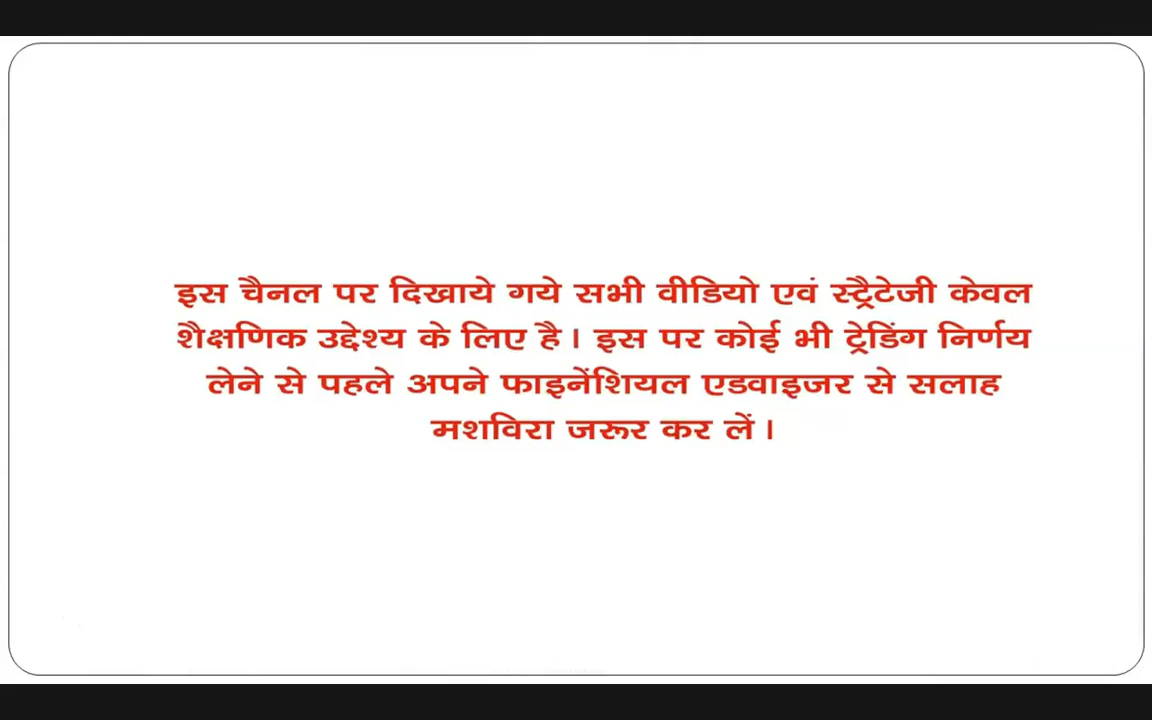 इस चैनल पर दिखाये गये सभी वीडियो एवं स्ट्रैटेजी केवल
शैक्षणिक उद्देश्य के लिए है। इस पर कोई भी ट्रेडिंग निर्णय
लेने से पहले अपने फाइनेंशियल एडवाइजर से सलाह
मशविरा जरूर कर लें।